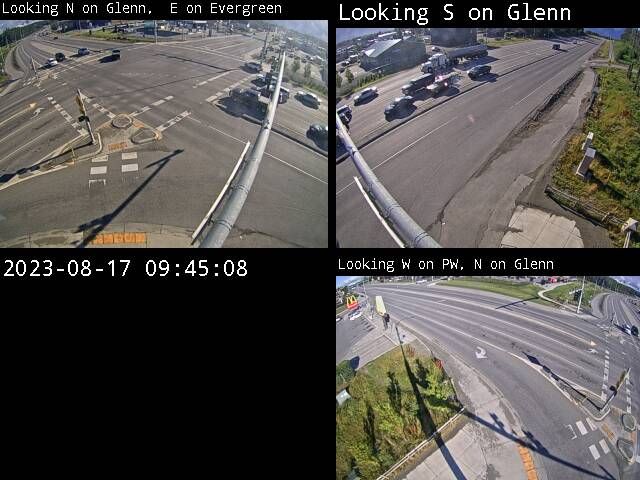 Looking N on Glenn,  E on Evergreen
Looking S on Glenn
2023-08-17 09:45:08
Looking W on PW, N on Glenn